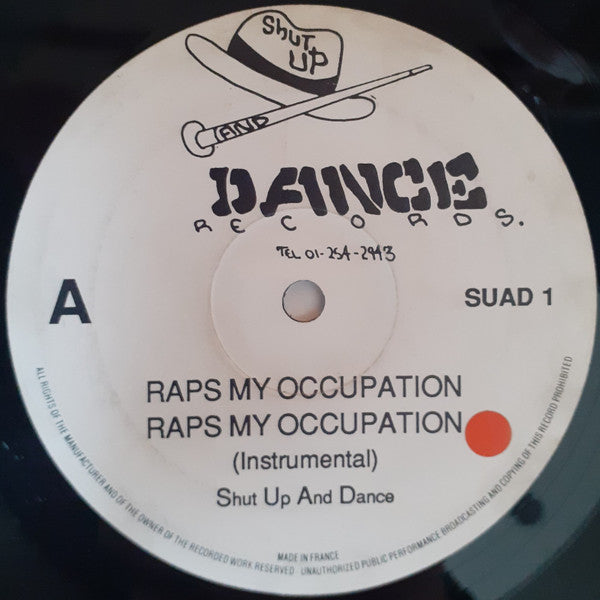 Shut
UP
AND
DANCE
RECORDS.
TEL 01-254-2943
A
SUAD 1
RAPS MY OCCUPATION
RAPS MY OCCUPATION
(Instrumental)
Shut Up And Dance
MADE IN FRANCE
ALL RIGHTS OF THE MANUFACTURER AND OF THE OWNER OF THE RECORDED WORK RESERVED UNAUTHORIZED PUBLIC PERFORMANCE BROADCASTING AND COPYING OF THIS RECORD PROHIBITED